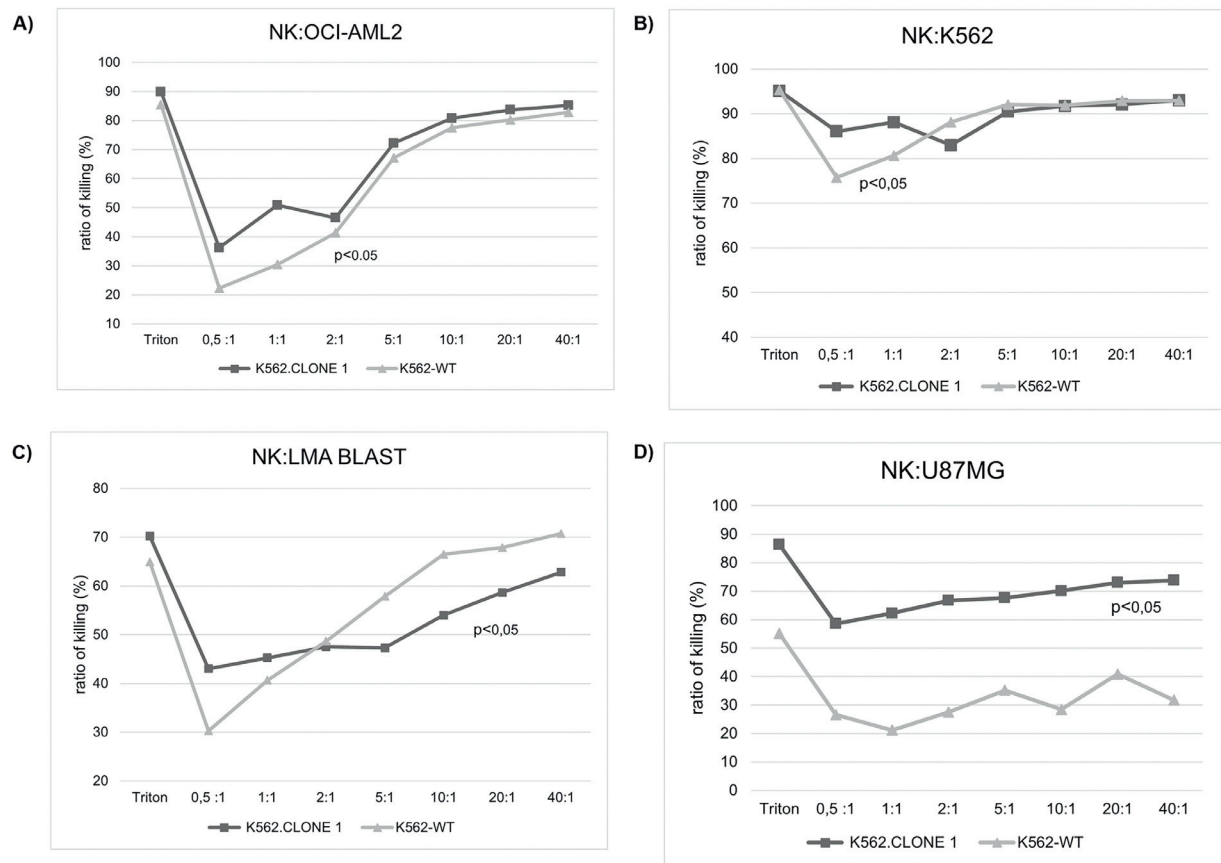 A)
NK:OCI-AML2
ratio of killing (%)
100
90
80
70
60
50
40
30
20
10
Triton 0,5 :1 1:1 2:1 5:1 10:1 20:1 40:1
p<0.05
K562.CLONE 1 K562-WT
B)
NK:K562
ratio of killing (%)
100
90
80
70
90
60
50
40
Triton 0,5 :1 1:1 2:1 5:1 10:1 20:1 40:1
p<0,05
K562.CLONE 1 K562-WT
C)
NK:LMA BLAST
ratio of killing (%)
80
70
60
50
40
30
20
Triton 0,5 :1 1:1 2:1 5:1 10:1 20:1 40:1
p<0,05
K562.CLONE 1 K562-WT
D)
NK:U87MG
ratio of killing (%)
100
90
80
70
60
50
40
30
20
10
0
Triton 0,5 :1 1:1 2:1 5:1 10:1 20:1 40:1
p<0,05
K562.CLONE 1 K562-WT